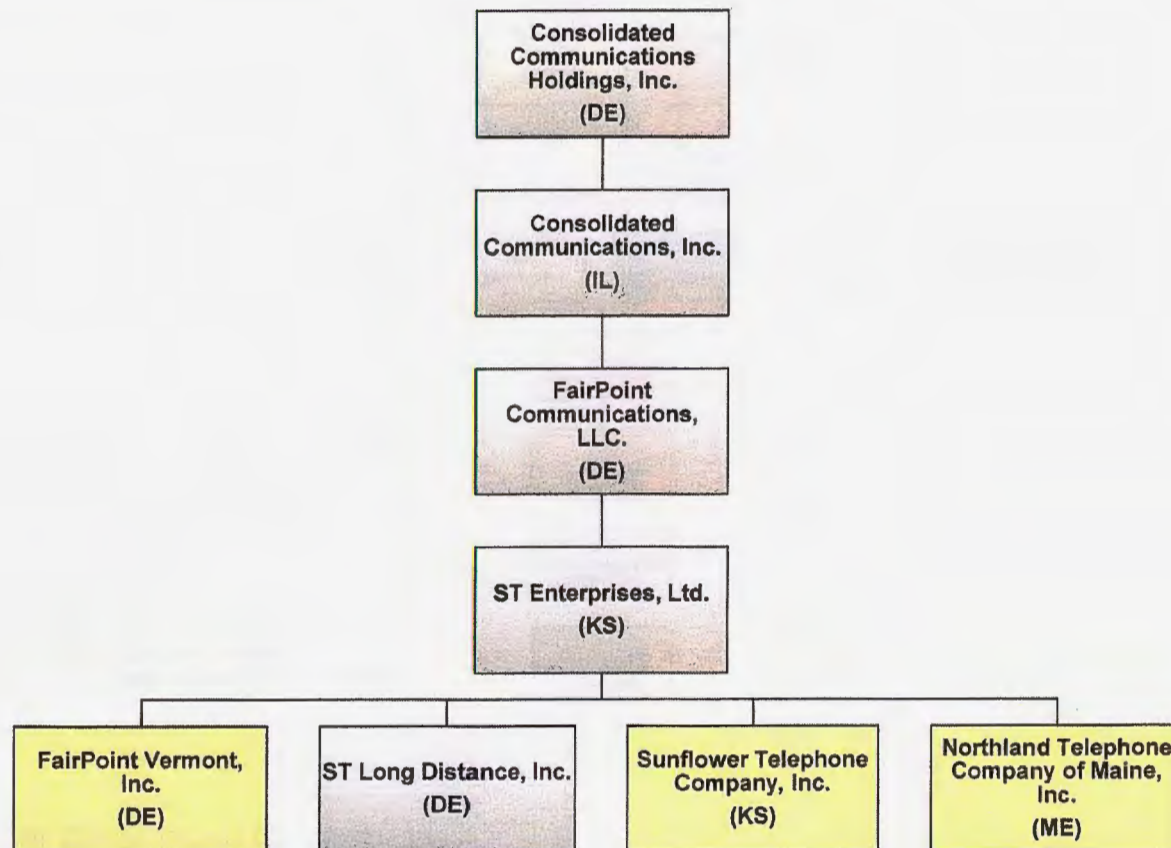 Consolidated
Communications
Holdings, Inc.
(DE)
Consolidated
Communications, Inc.
(IL)
FairPoint
Communications,
LLC.
(DE)
ST Enterprises, Ltd.
(KS)
FairPoint Vermont,
Inc.
(DE)
ST Long Distance, Inc.
(DE)
Sunflower Telephone
Company, Inc.
(KS)
Northland Telephone
Company of Maine,
Inc.
(ME)